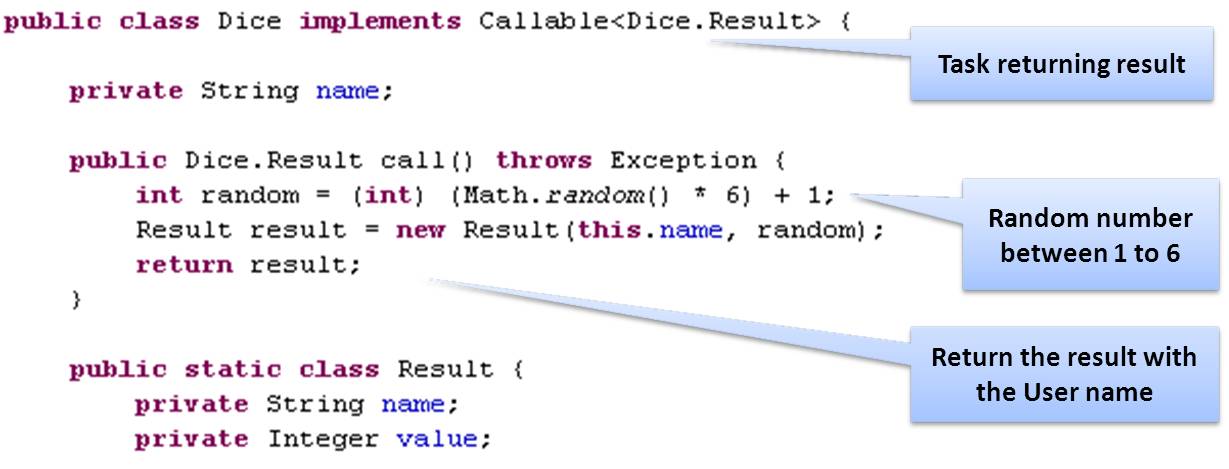 public class Dice implements Callable<Dice.Result> {
Task returning result
private String name;
public Dice.Result call() throws Exception {
int random = (int) (Math.random() * 6) + 1;
Random number
between 1 to 6
Result result = new Result(this.name, random);
return result;
}
Return the result with
the User name
public static class Result {
private String name;
private Integer value;